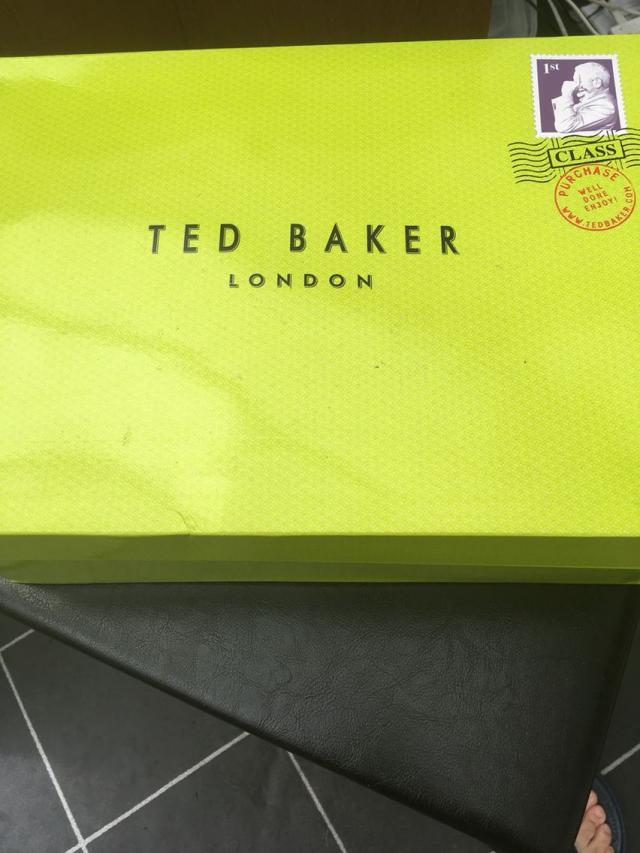 1st
CLASS
PURCHASE
WELL
DONE
ENJOY!
WWW.TEDBAKER.COM
TED BAKER
LONDON